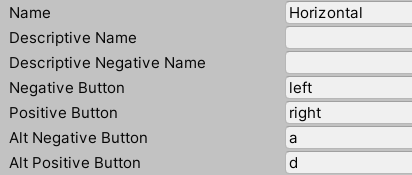 Name Horizontal
Descriptive Name
Descriptive Negative Name
Negative Button left
Positive Button right
Alt Negative Button a
Alt Positive Button d